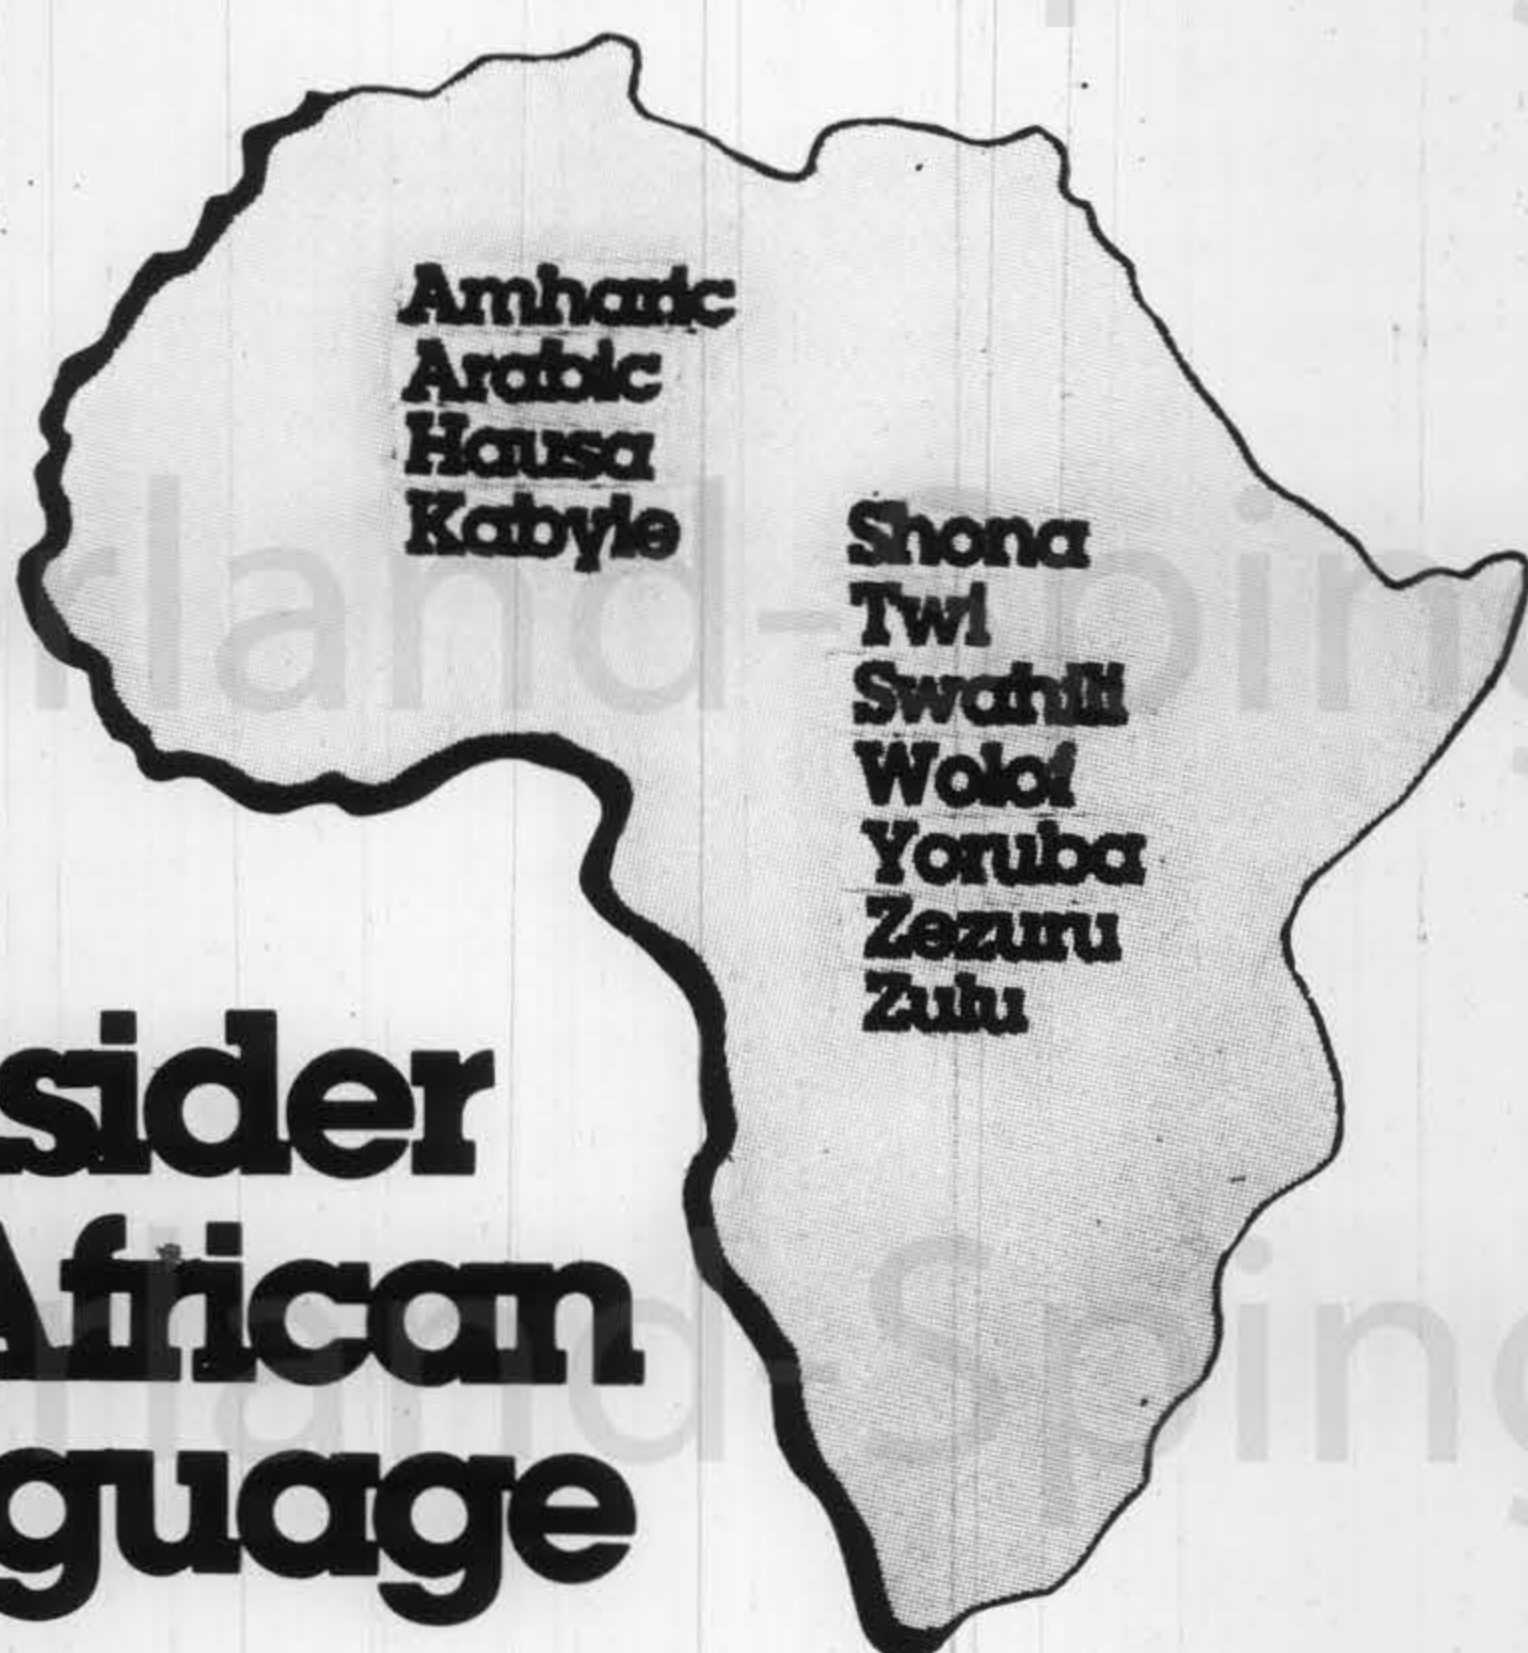 Amharic
Arabic
Hausa
Kabyle
Shona
Twi
Swahili
Wolof
Yoruba
Zezuru
Zulu
sider
African
guage